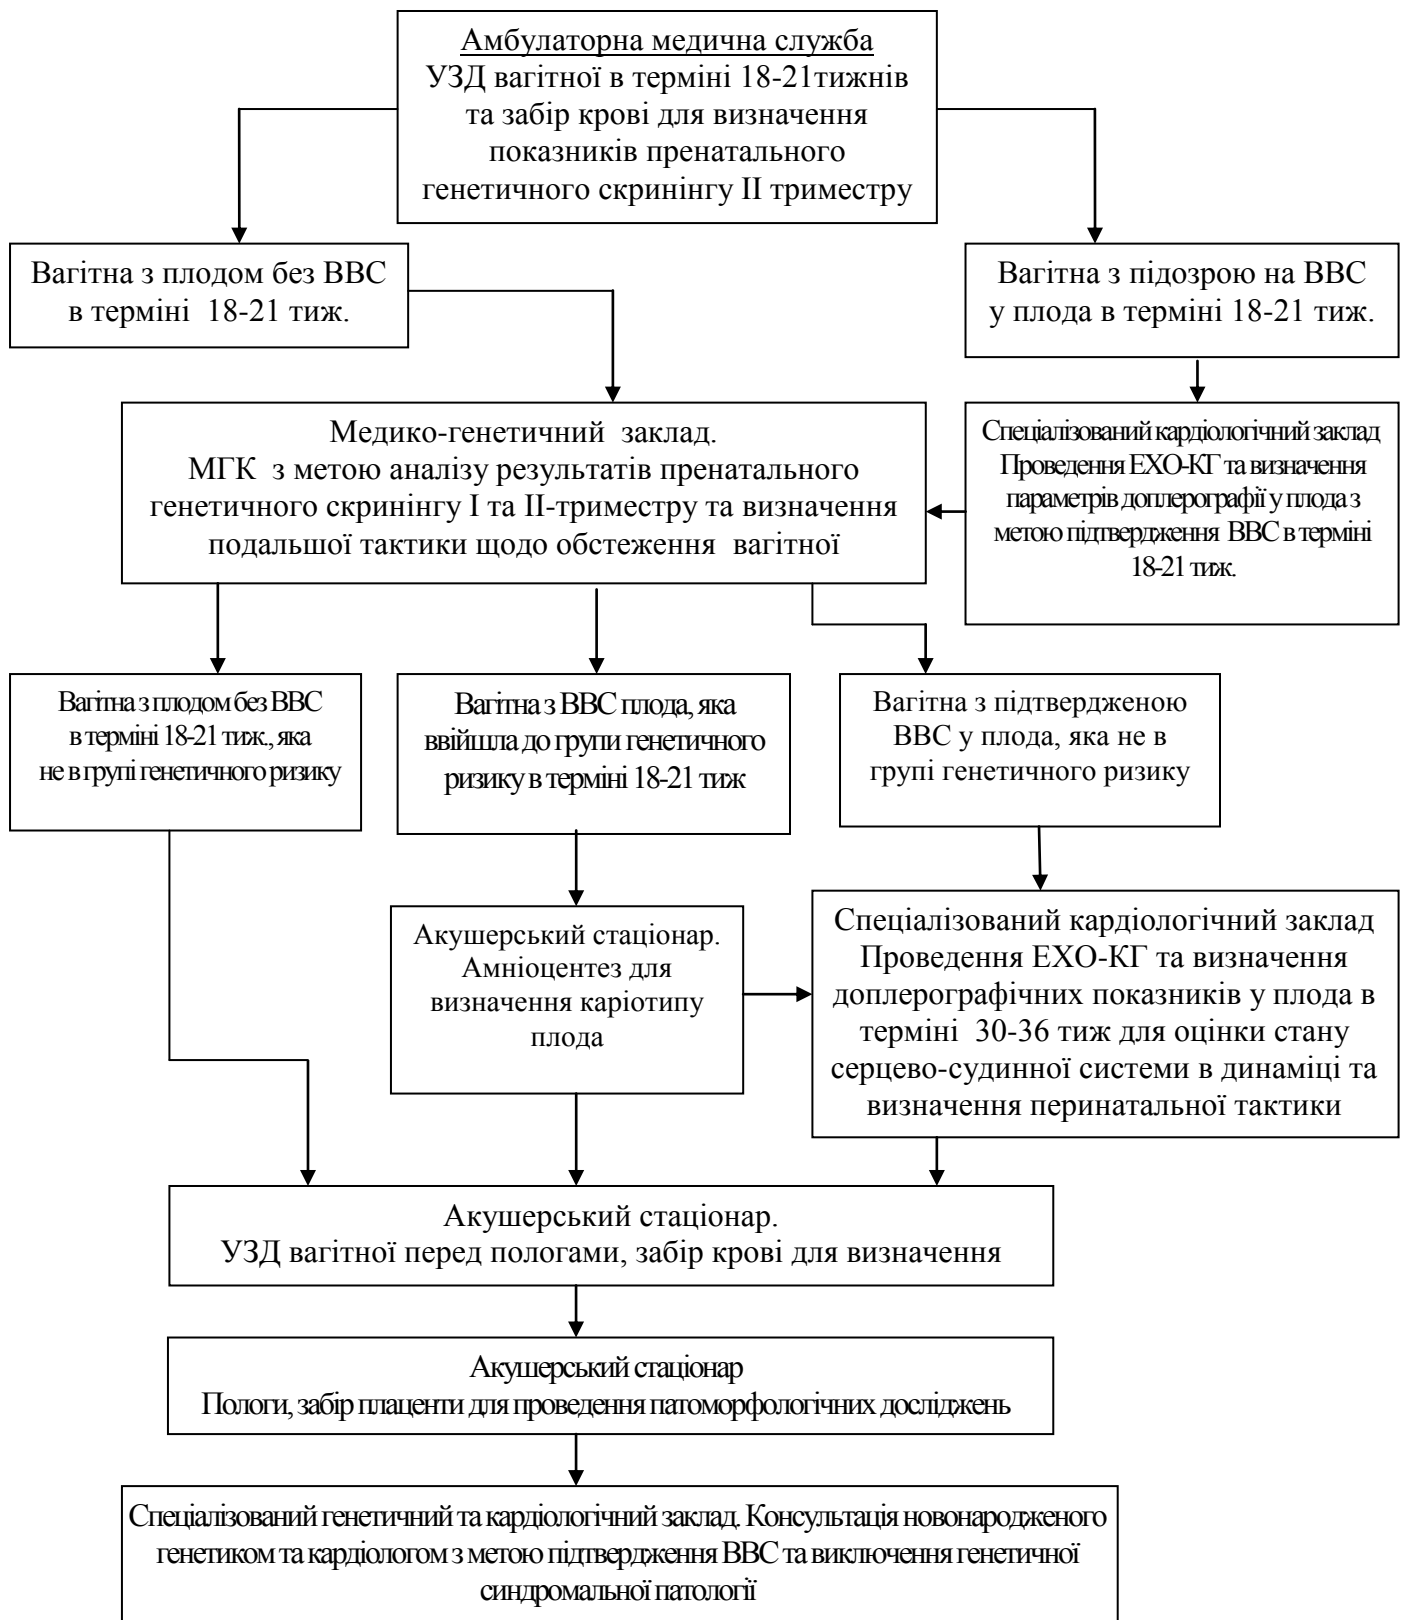 Амбулаторна медична служба
УЗД вагітної в терміні 18-21тижнів
та забір крові для визначення
показників пренатального
генетичного скринінгу ІІ триместру
Вагітна з плодом без ВВС
в терміні 18-21 тиж.
Вагітна з підозрою на ВВС
у плода в терміні 18-21 тиж.
Медико-генетичний заклад.
МГК з метою аналізу результатів пренатального
генетичного скринінгу І та ІІ-триместру та визначення
подальшої тактики щодо обстеження вагітної
Спеціалізований кардіологічний заклад
Проведення ЕХО-КГ та визначення
параметрів доплерографії у плода з
метою підтвердження ВВС в терміні
18-21 тиж.
Вагітна з плодом без ВВС
в терміні 18-21 тиж., яка
не в групі генетичного ризику
Вагітна з ВВС плода, яка
ввійшла до групи генетичного
ризику в терміні 18-21 тиж
Вагітна з підтвердженою
ВВС у плода, яка не в
групі генетичного ризику
Акушерський стаціонар.
Амніоцентез для
визначення каріотипу
плода
Спеціалізований кардіологічний заклад
Проведення ЕХО-КГ та визначення
доплерографічних показників у плода в
терміні 30-36 тиж для оцінки стану
серцево-судинної системи в динаміці та
визначення перинатальної тактики
Акушерський стаціонар.
УЗД вагітної перед пологами, забір крові для визначення
Акушерський стаціонар
Пологи, забір плаценти для проведення патоморфологічних досліджень
Спеціалізований генетичний та кардіологічний заклад. Консультація новонародженого
генетиком та кардіологом з метою підтвердження ВВС та виключення генетичної
синдромальної патології